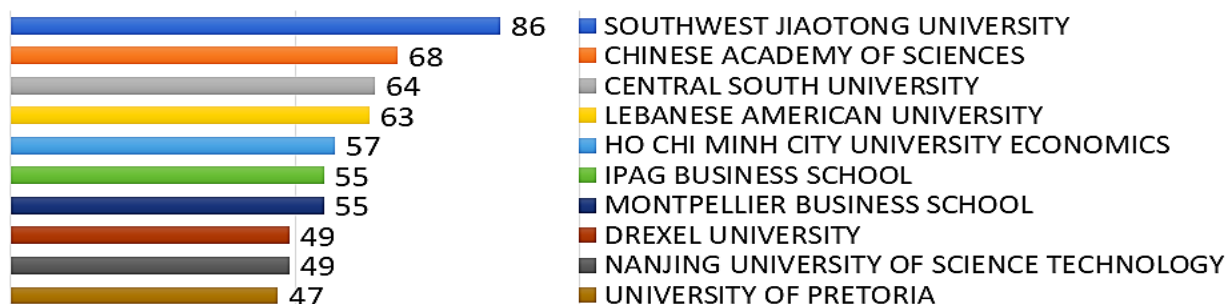 86 SOUTHWEST JIAOTONG UNIVERSITY
68 CHINESE ACADEMY OF SCIENCES
64 CENTRAL SOUTH UNIVERSITY
63 LEBANESE AMERICAN UNIVERSITY
57 HO CHI MINH CITY UNIVERSITY ECONOMICS
55 IPAG BUSINESS SCHOOL
55 MONTPELLIER BUSINESS SCHOOL
49 DREXEL UNIVERSITY
49 NANJING UNIVERSITY OF SCIENCE TECHNOLOGY
47 UNIVERSITY OF PRETORIA